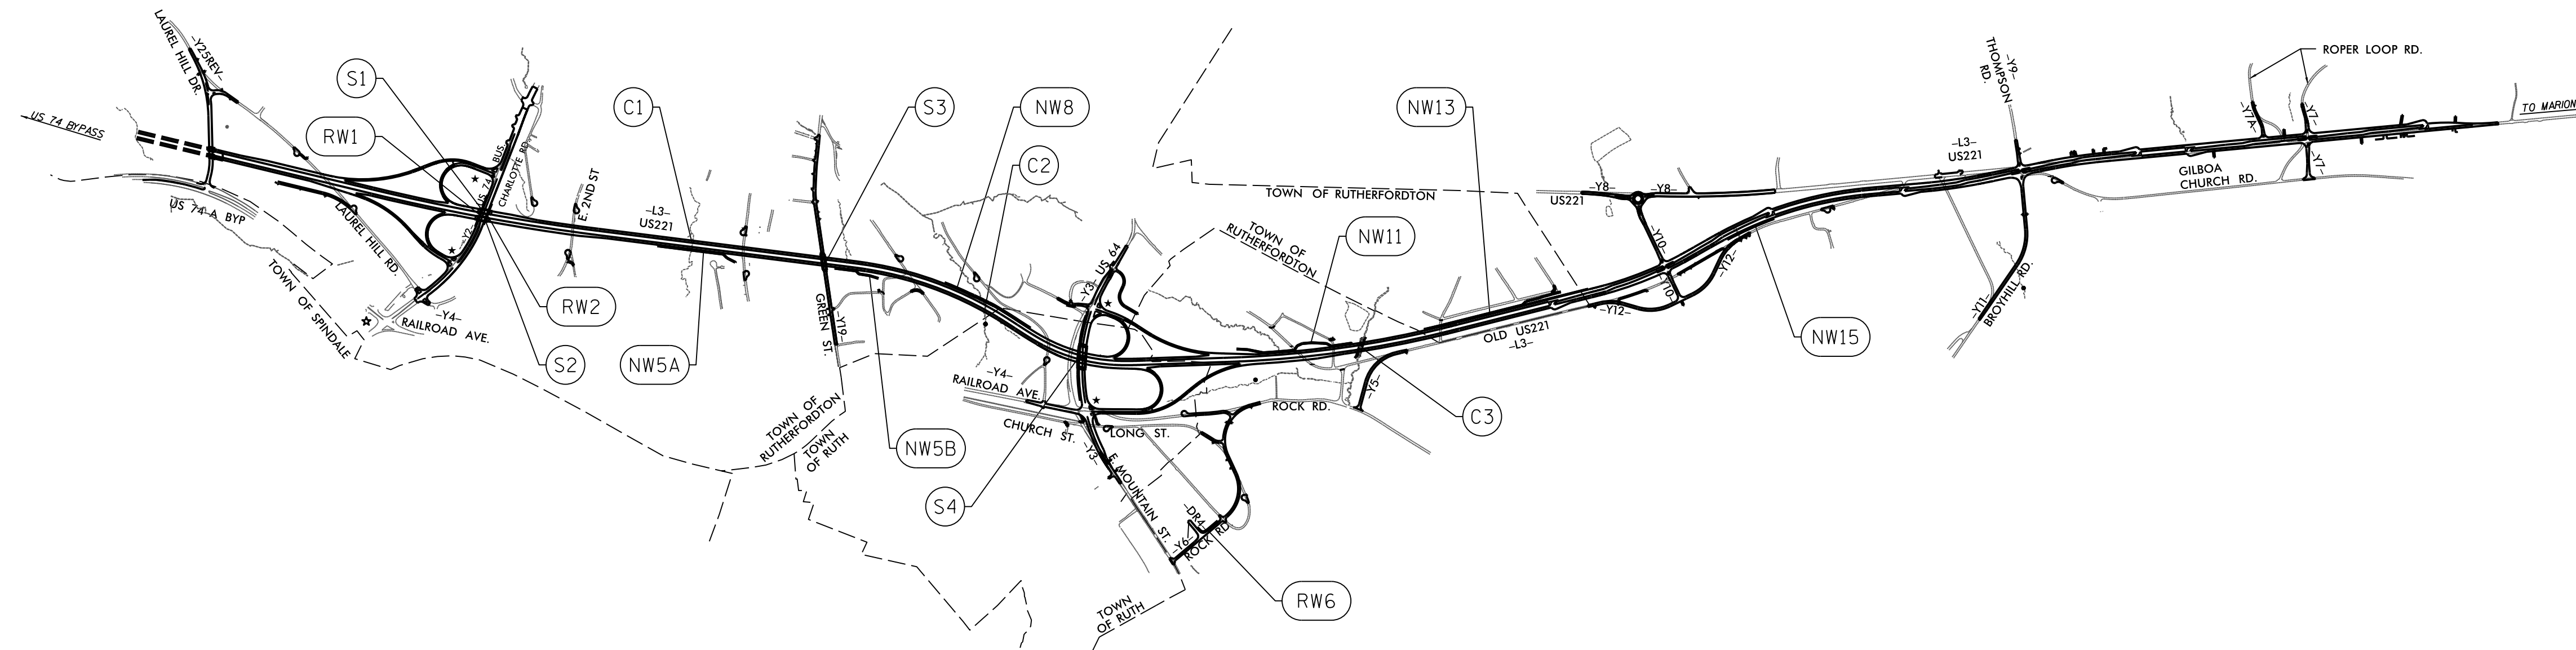 LAUREL HILL DR.
-Y25REV-
US 74 BYPASS
US 74 A BYP
S1
RW1
US 74 BUS
CHARLOTTE RD.
-Y2-
LAUREL HILL RD.
TOWN OF SPINDALE
-Y4-
RAILROAD AVE.
RW2
S2
E. 2ND ST
C1
-L3-
US221
NW5A
S3
GREEN ST.
-Y19-
NW5B
NW8
C2
TOWN OF
RUTHERFORDTON
TOWN
OF RUTH
US 64
-Y3-
-Y4-
RAILROAD AVE.
CHURCH ST.
LONG ST.
-Y3-
E. MOUNTAIN ST.
S4
-DR4-
-Y6-
ROCK RD
RW6
TOWN
OF RUTH
ROCK RD.
-Y5-
C3
TOWN OF RUTHERFORDTON
TOWN OF
RUTHERFORDTON
NW11
NW13
OLD US221
-L3-
-Y8-
-Y8-
US221
-Y10-
-Y10-
-Y12-
-Y12-
NW15
-L3-
US221
-Y9-
THOMPSON
RD.
-Y11-
BROYHILL RD.
ROPER LOOP RD.
-Y7A-
-Y7-
-Y7-
GILBOA
CHURCH RD.
TO MARION